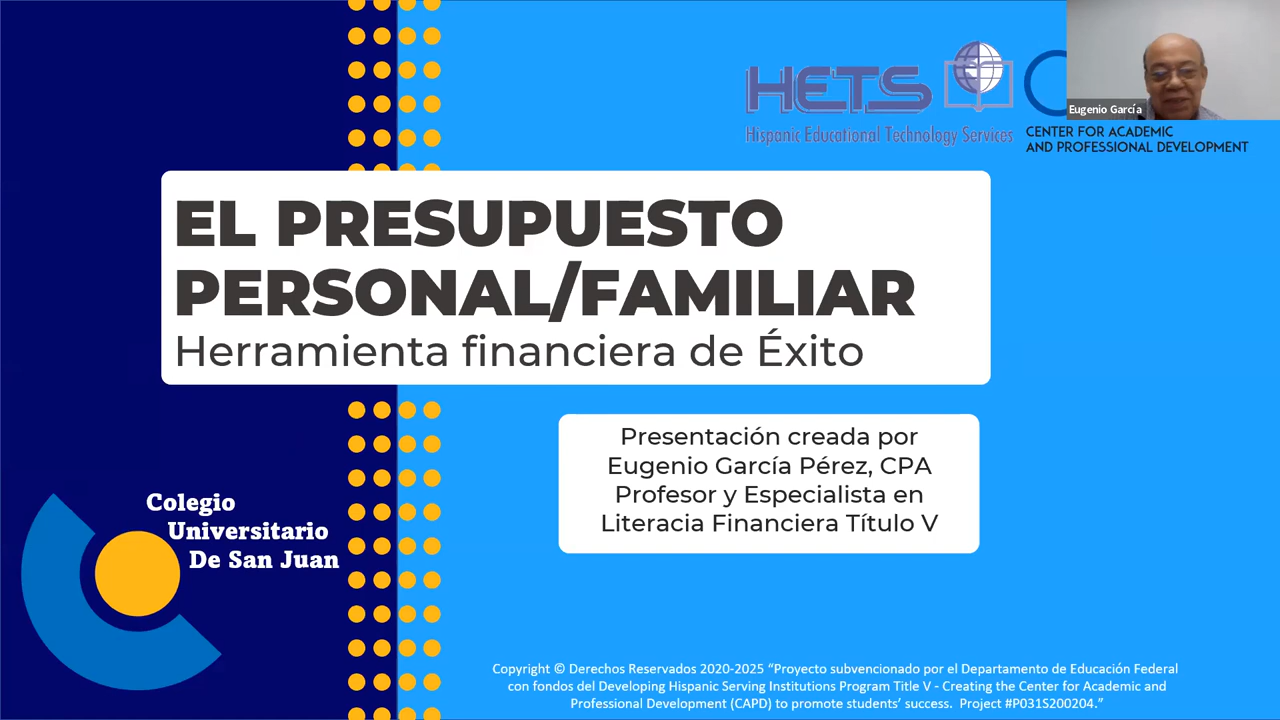 HETS
Hispanic Educational Technology Services
Eugenio García
CENTER FOR ACADEMIC
AND PROFESSIONAL DEVELOPMENT
EL PRESUPUESTO
PERSONAL/FAMILIAR
Herramienta financiera de Éxito
Presentación creada por
Eugenio García Pérez, CPA
Profesor y Especialista en
Literacia Financiera Título V
Colegio
Universitario
De San Juan
Copyright © Derechos Reservados 2020-2025 “Proyecto subvencionado por el Departamento de Educación Federal
con fondos del Developing Hispanic Serving Institutions Program Title V - Creating the Center for Academic and
Professional Development (CAPD) to promote students’ success. Project #P031S200204.”